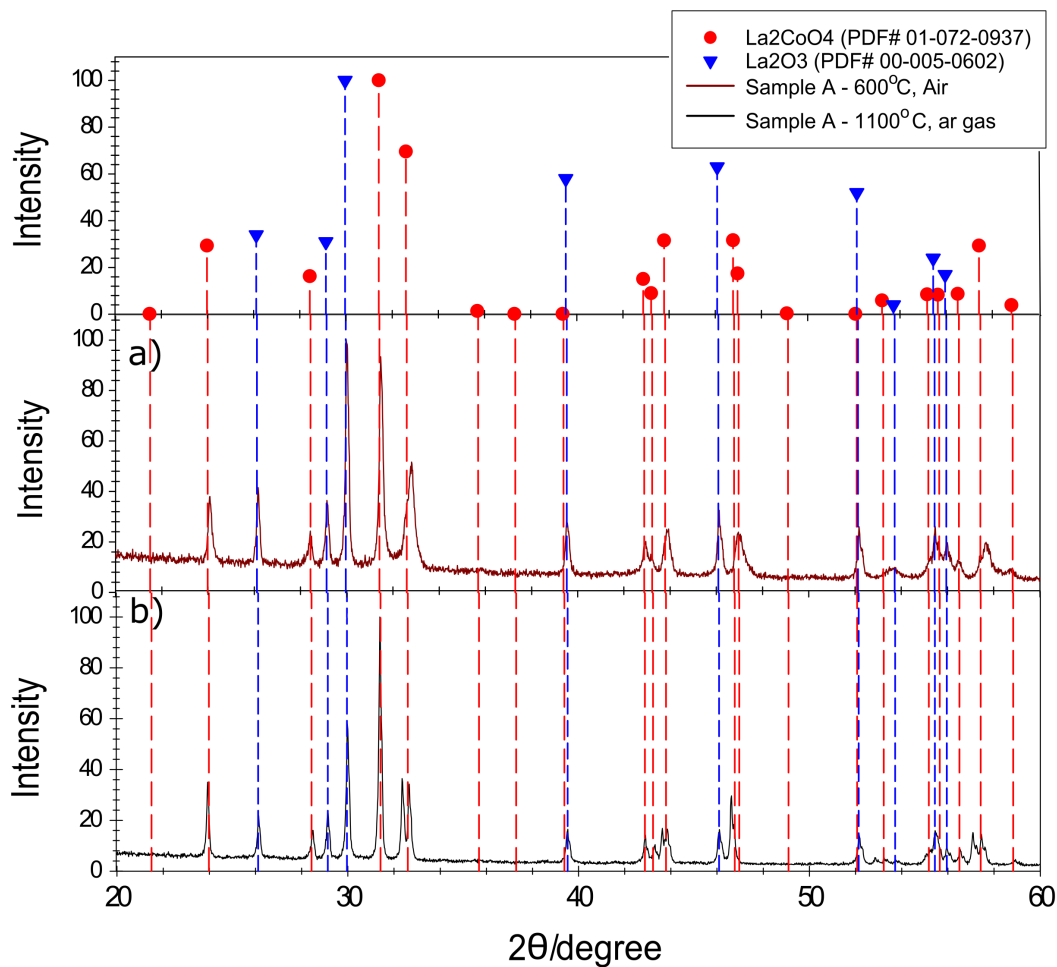 La2CoO4 (PDF# 01-072-0937)
La2O3 (PDF# 00-005-0602)
Sample A - 600°C, Air
Sample A - 1100°C, ar gas
Intensity
100
80
60
40
20
0
a)
Intensity
100
80
60
40
20
0
b)
Intensity
100
80
60
40
20
0
20 30 40 50 60
2θ/degree